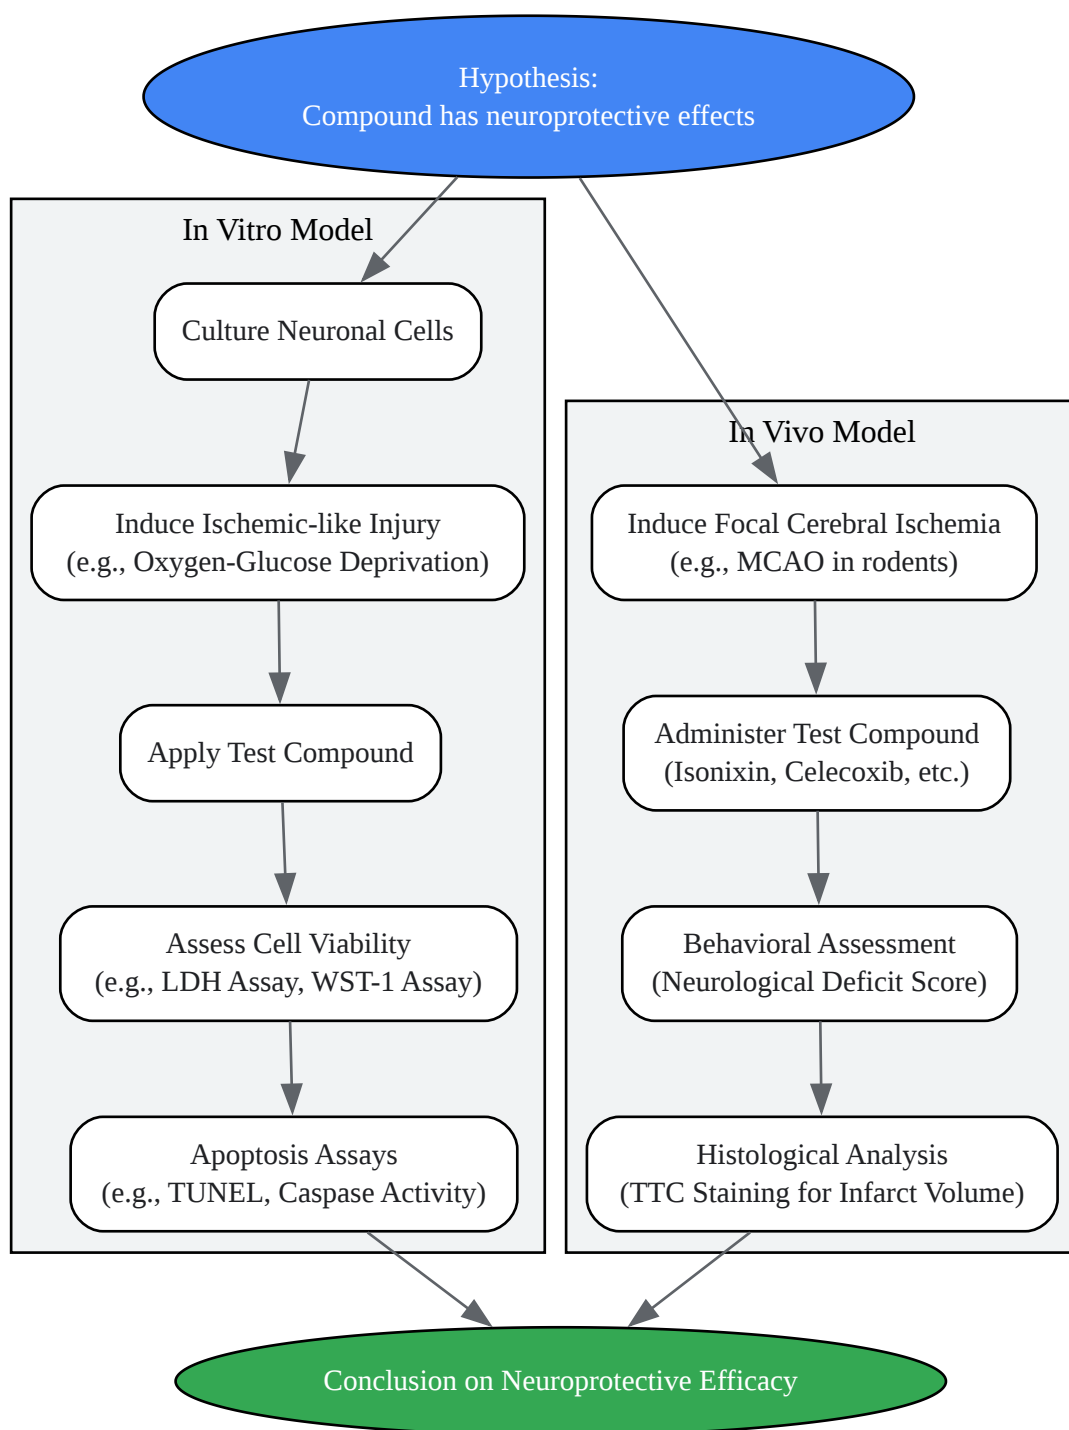 Hypothesis:
Compound has neuroprotective effects
In Vitro Model
Culture Neuronal Cells
Induce Ischemic-like Injury
(e.g., Oxygen-Glucose Deprivation)
Apply Test Compound
Assess Cell Viability
(e.g., LDH Assay, WST-1 Assay)
Apoptosis Assays
(e.g., TUNEL, Caspase Activity)
In Vivo Model
Induce Focal Cerebral Ischemia
(e.g., MCAO in rodents)
Administer Test Compound
(Isonixin, Celecoxib, etc.)
Behavioral Assessment
(Neurological Deficit Score)
Histological Analysis
(TTC Staining for Infarct Volume)
Conclusion on Neuroprotective Efficacy